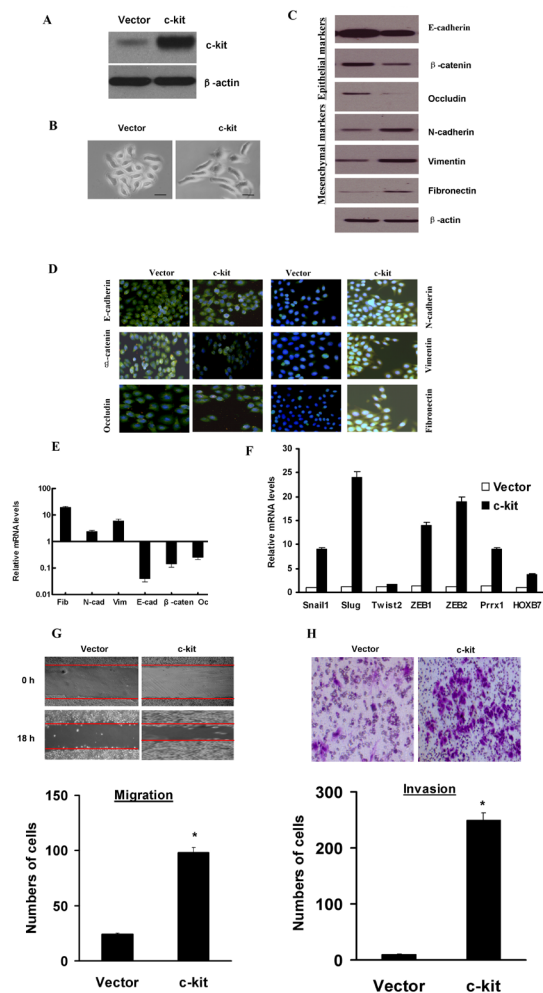 A
Vector c-kit
c-kit
β-actin
B
Vector c-kit
C
Epithelial markers
Mesenchymal markers
E-cadherin
β-catenin
Occludin
N-cadherin
Vimentin
Fibronectin
β-actin
D
Vector c-kit Vector c-kit
E-cadherin
N-cadherin
β-catenin
Vimentin
Occludin
Fibronectin
E
Relative mRNA levels
100
10
1
0.1
0.01
Fib N-cad Vim E-cad β-caten Oc
F
Relative mRNA levels
30
25
20
15
10
5
0
Vector
c-kit
Snail1 Slug Twist2 ZEB1 ZEB2 Prrx1 HOXB7
G
Vector c-kit
0 h
18 h
Migration
Numbers of cells
150
100
50
0
*
Vector c-kit
H
Vector c-kit
Invasion
Numbers of cells
300
200
100
0
*
Vector c-kit